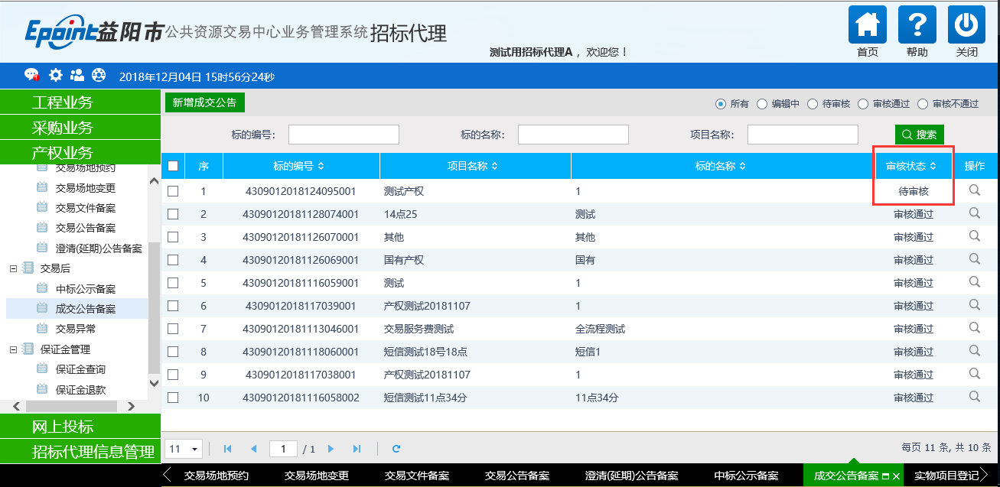 Epoint益阳市公共资源交易中心业务管理系统 招标代理
测试用招标代理A ，欢迎您！
首页 帮助 关闭
2018年12月04日 15时56分24秒
工程业务
采购业务
产权业务
交易场地预约
交易场地变更
交易文件备案
交易公告备案
澄清(延期)公告备案
交易后
中标公示备案
成交公告备案
交易异常
保证金管理
保证金查询
保证金退款
网上投标
招标代理信息管理
新增成交公告 所有 编辑中 待审核 审核通过 审核不通过
标的编号： 标的名称： 项目名称： 搜索
序 标的编号 项目名称 标的名称 审核状态 操作
1 4309012018124095001 测试产权 1 待审核
2 43090120181128074001 14点25 测试 审核通过
3 43090120181126070001 其他 其他 审核通过
4 43090120181126069001 国有产权 国有 审核通过
5 43090120181116059001 测试 1 审核通过
6 4309012018117039001 产权测试20181107 1 审核通过
7 43090120181113046001 交易服务费测试 全流程测试 审核通过
8 43090120181118060001 短信测试18号18点 短信1 审核通过
9 4309012018117038001 产权测试20181107 1 审核通过
10 43090120181116058002 短信测试11点34分 11点34分 审核通过
11 1 / 1 每页 11 条, 共 10 条
交易场地预约 交易场地变更 交易文件备案 交易公告备案 澄清(延期)公告备案 中标公示备案 成交公告备案 实物项目登记